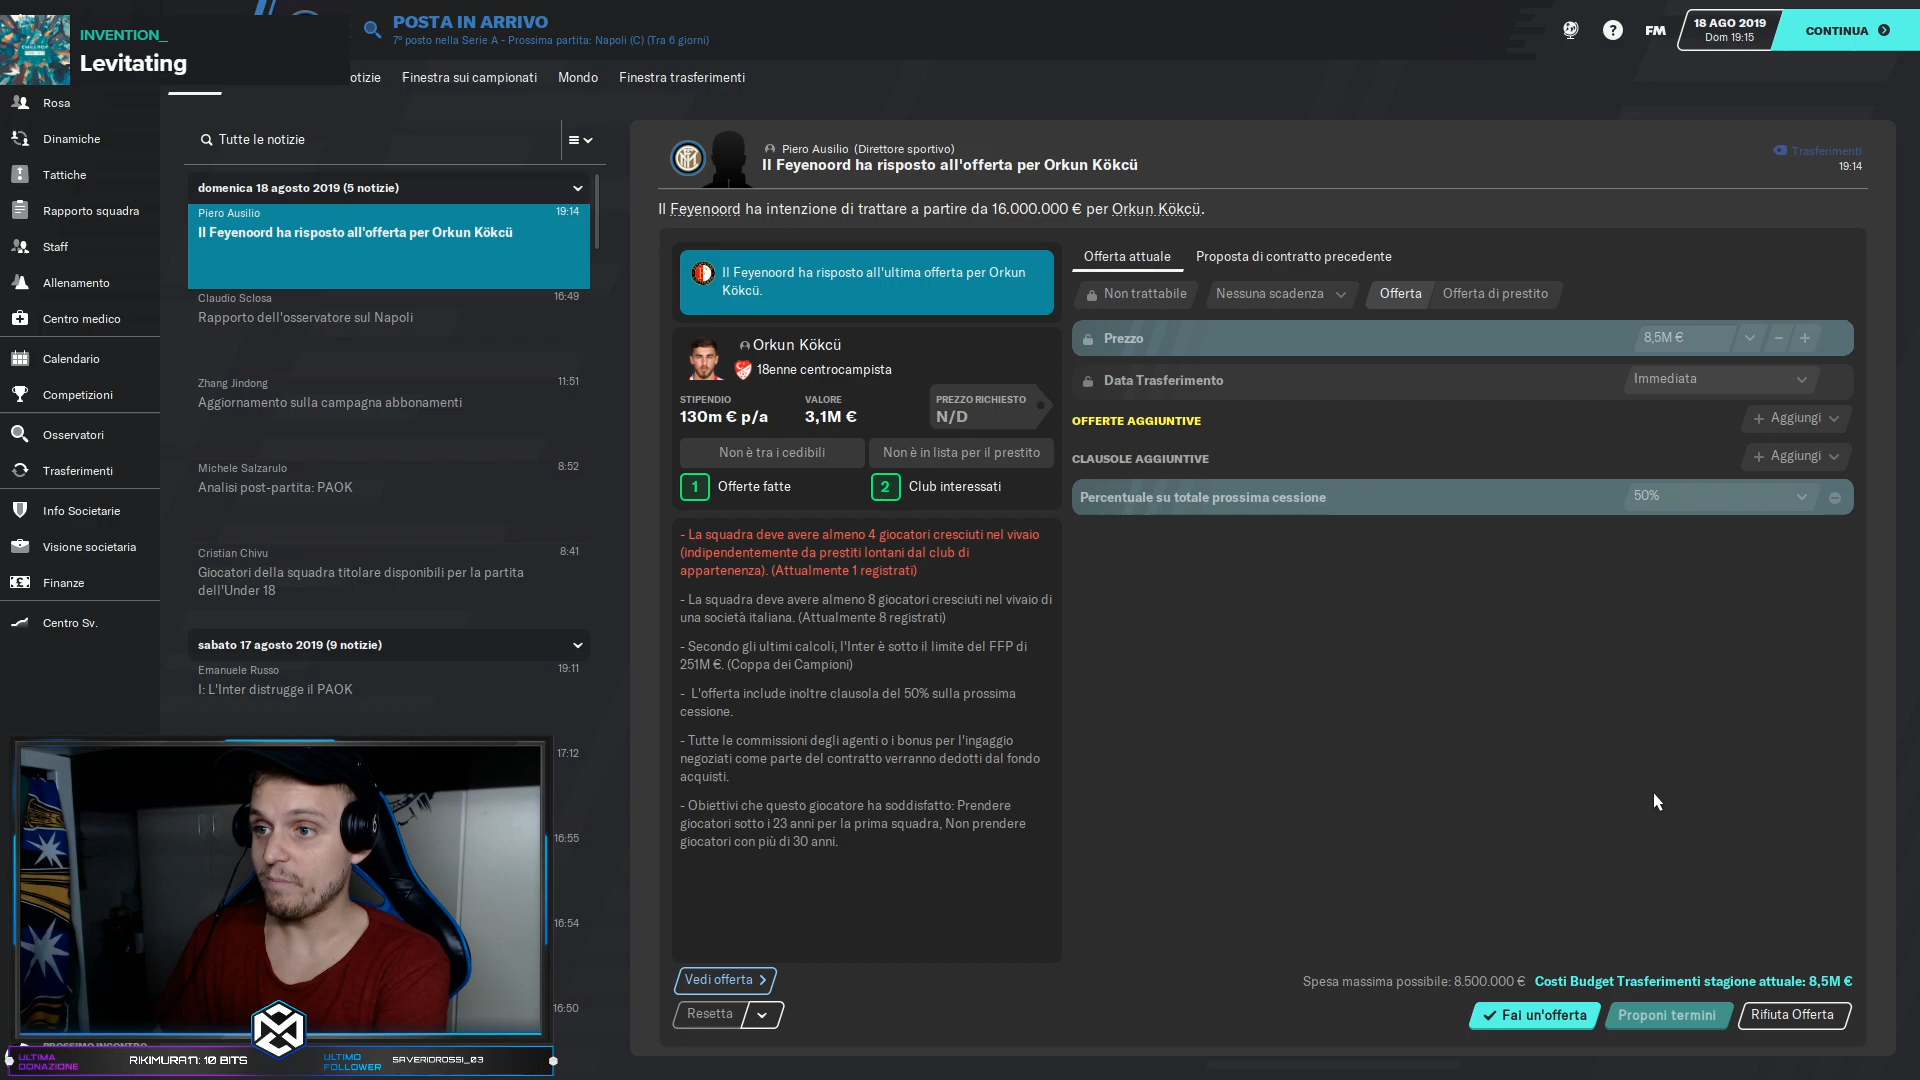 INVENTION_
Levitating
POSTA IN ARRIVO
7° posto nella Serie A - Prossima partita: Napoli (C) (Tra 6 giorni)
FM
18 AGO 2019
Dom 19:15
CONTINUA
otizie
Finestra sui campionati
Mondo
Finestra trasferimenti
Rosa
Dinamiche
Tattiche
Rapporto squadra
Staff
Allenamento
Centro medico
Calendario
Competizioni
Osservatori
Trasferimenti
Info Societarie
Visione societaria
Finanze
Centro Sv.
Tutte le notizie
domenica 18 agosto 2019 (5 notizie)
Piero Ausilio 19:14
Il Feyenoord ha risposto all'offerta per Orkun Kökcü
Claudio Sclosa 16:49
Rapporto dell'osservatore sul Napoli
Zhang Jindong 11:51
Aggiornamento sulla campagna abbonamenti
Michele Salzarulo 8:52
Analisi post-partita: PAOK
Cristian Chivu 8:41
Giocatori della squadra titolare disponibili per la partita
dell'Under 18
sabato 17 agosto 2019 (9 notizie)
Emanuele Russo 19:11
I: L'Inter distrugge il PAOK
17:12
16:55
16:54
16:50
Piero Ausilio (Direttore sportivo)
Il Feyenoord ha risposto all'offerta per Orkun Kökcü
Trasferimenti
19:14
Il Feyenoord ha intenzione di trattare a partire da 16.000.000 € per Orkun Kökcü.
Il Feyenoord ha risposto all'ultima offerta per Orkun
Kökcü.
Orkun Kökcü
18enne centrocampista
STIPENDIO
130m € p/a
VALORE
3,1M €
PREZZO RICHIESTO
N/D
Non è tra i cedibili
Non è in lista per il prestito
1 Offerte fatte
2 Club interessati
- La squadra deve avere almeno 4 giocatori cresciuti nel vivaio
(indipendentemente da prestiti lontani dal club di
appartenenza). (Attualmente 1 registrati)
- La squadra deve avere almeno 8 giocatori cresciuti nel vivaio di
una società italiana. (Attualmente 8 registrati)
- Secondo gli ultimi calcoli, l'Inter è sotto il limite del FFP di
251M €. (Coppa dei Campioni)
- L'offerta include inoltre clausola del 50% sulla prossima
cessione.
- Tutte le commissioni degli agenti o i bonus per l'ingaggio
negoziati come parte del contratto verranno dedotti dal fondo
acquisti.
- Obiettivi che questo giocatore ha soddisfatto: Prendere
giocatori sotto i 23 anni per la prima squadra, Non prendere
giocatori con più di 30 anni.
Vedi offerta
Resetta
Offerta attuale
Proposta di contratto precedente
Non trattabile
Nessuna scadenza
Offerta
Offerta di prestito
Prezzo 8,5M €
Data Trasferimento Immediata
OFFERTE AGGIUNTIVE + Aggiungi
CLAUSOLE AGGIUNTIVE + Aggiungi
Percentuale su totale prossima cessione 50%
Spesa massima possibile: 8.500.000 € Costi Budget Trasferimenti stagione attuale: 8,5M €
Fai un'offerta
Proponi termini
Rifiuta Offerta
PROSSIMO INCONTRO
ULTIMA
DONAZIONE
RIKIMURA17: 10 BITS
ULTIMO
FOLLOWER
SAVERIOROSSI_03